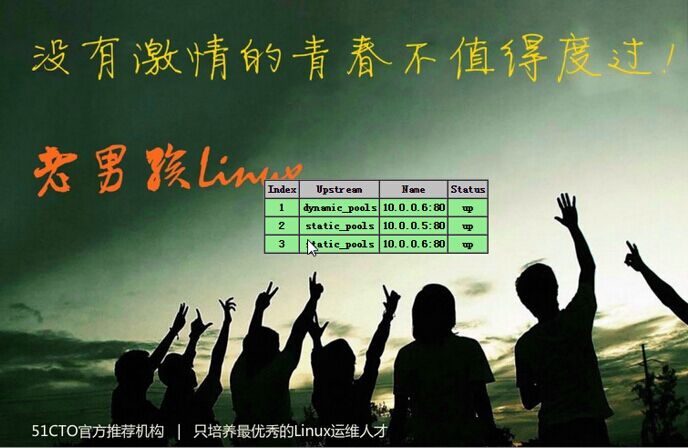 没有激情的青春不值得度过!
老男孩Linux
Index Upstream Name Status
1 dynamic_pools 10.0.0.6:80 up
2 static_pools 10.0.0.5:80 up
3 static_pools 10.0.0.6:80 up
51CTO官方推荐机构 | 只培养最优秀的Linux运维人才